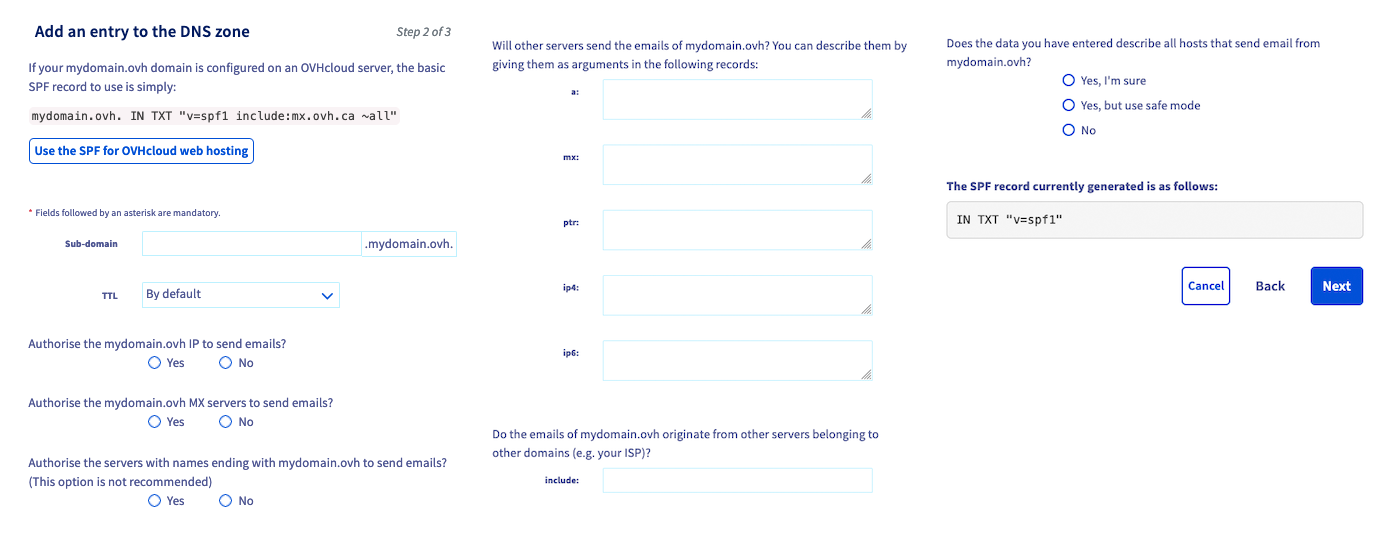 Add an entry to the DNS zone
Step 2 of 3
If your mydomain.ovh domain is configured on an OVHcloud server, the basic
SPF record to use is simply:
mydomain.ovh. IN TXT "v=spf1 include:mx.ovh.ca ~all"
Use the SPF for OVHcloud web hosting
* Fields followed by an asterisk are mandatory.
Sub-domain
.mydomain.ovh.
TTL
By default
Authorise the mydomain.ovh IP to send emails?
Yes No
Authorise the mydomain.ovh MX servers to send emails?
Yes No
Authorise the servers with names ending with mydomain.ovh to send emails?
(This option is not recommended)
Yes No
Will other servers send the emails of mydomain.ovh? You can describe them by
giving them as arguments in the following records:
a:
mx:
ptr:
ip4:
ip6:
Do the emails of mydomain.ovh originate from other servers belonging to
other domains (e.g. your ISP)?
include:
Does the data you have entered describe all hosts that send email from
mydomain.ovh?
Yes, I'm sure
Yes, but use safe mode
No
The SPF record currently generated is as follows:
IN TXT "v=spf1"
Cancel Back Next